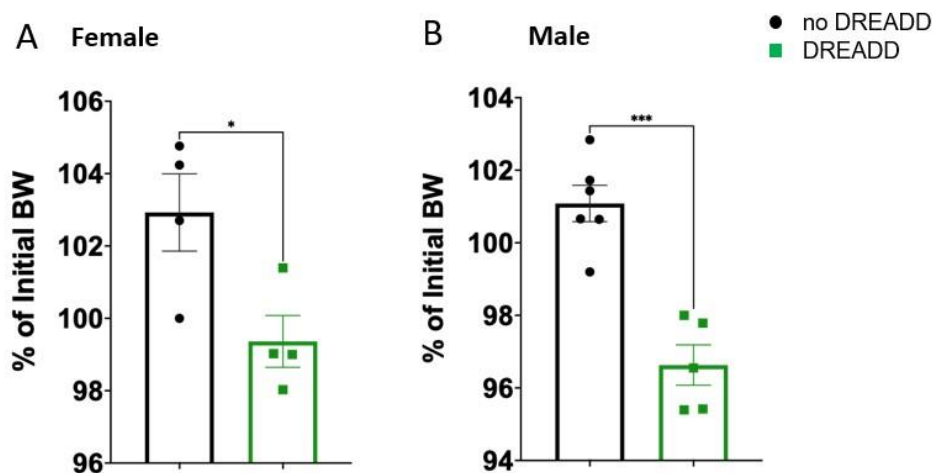 A Female
B Male
no DREADD
DREADD
% of Initial BW
106
104
102
100
98
96
*
% of Initial BW
104
102
100
98
96
94
***